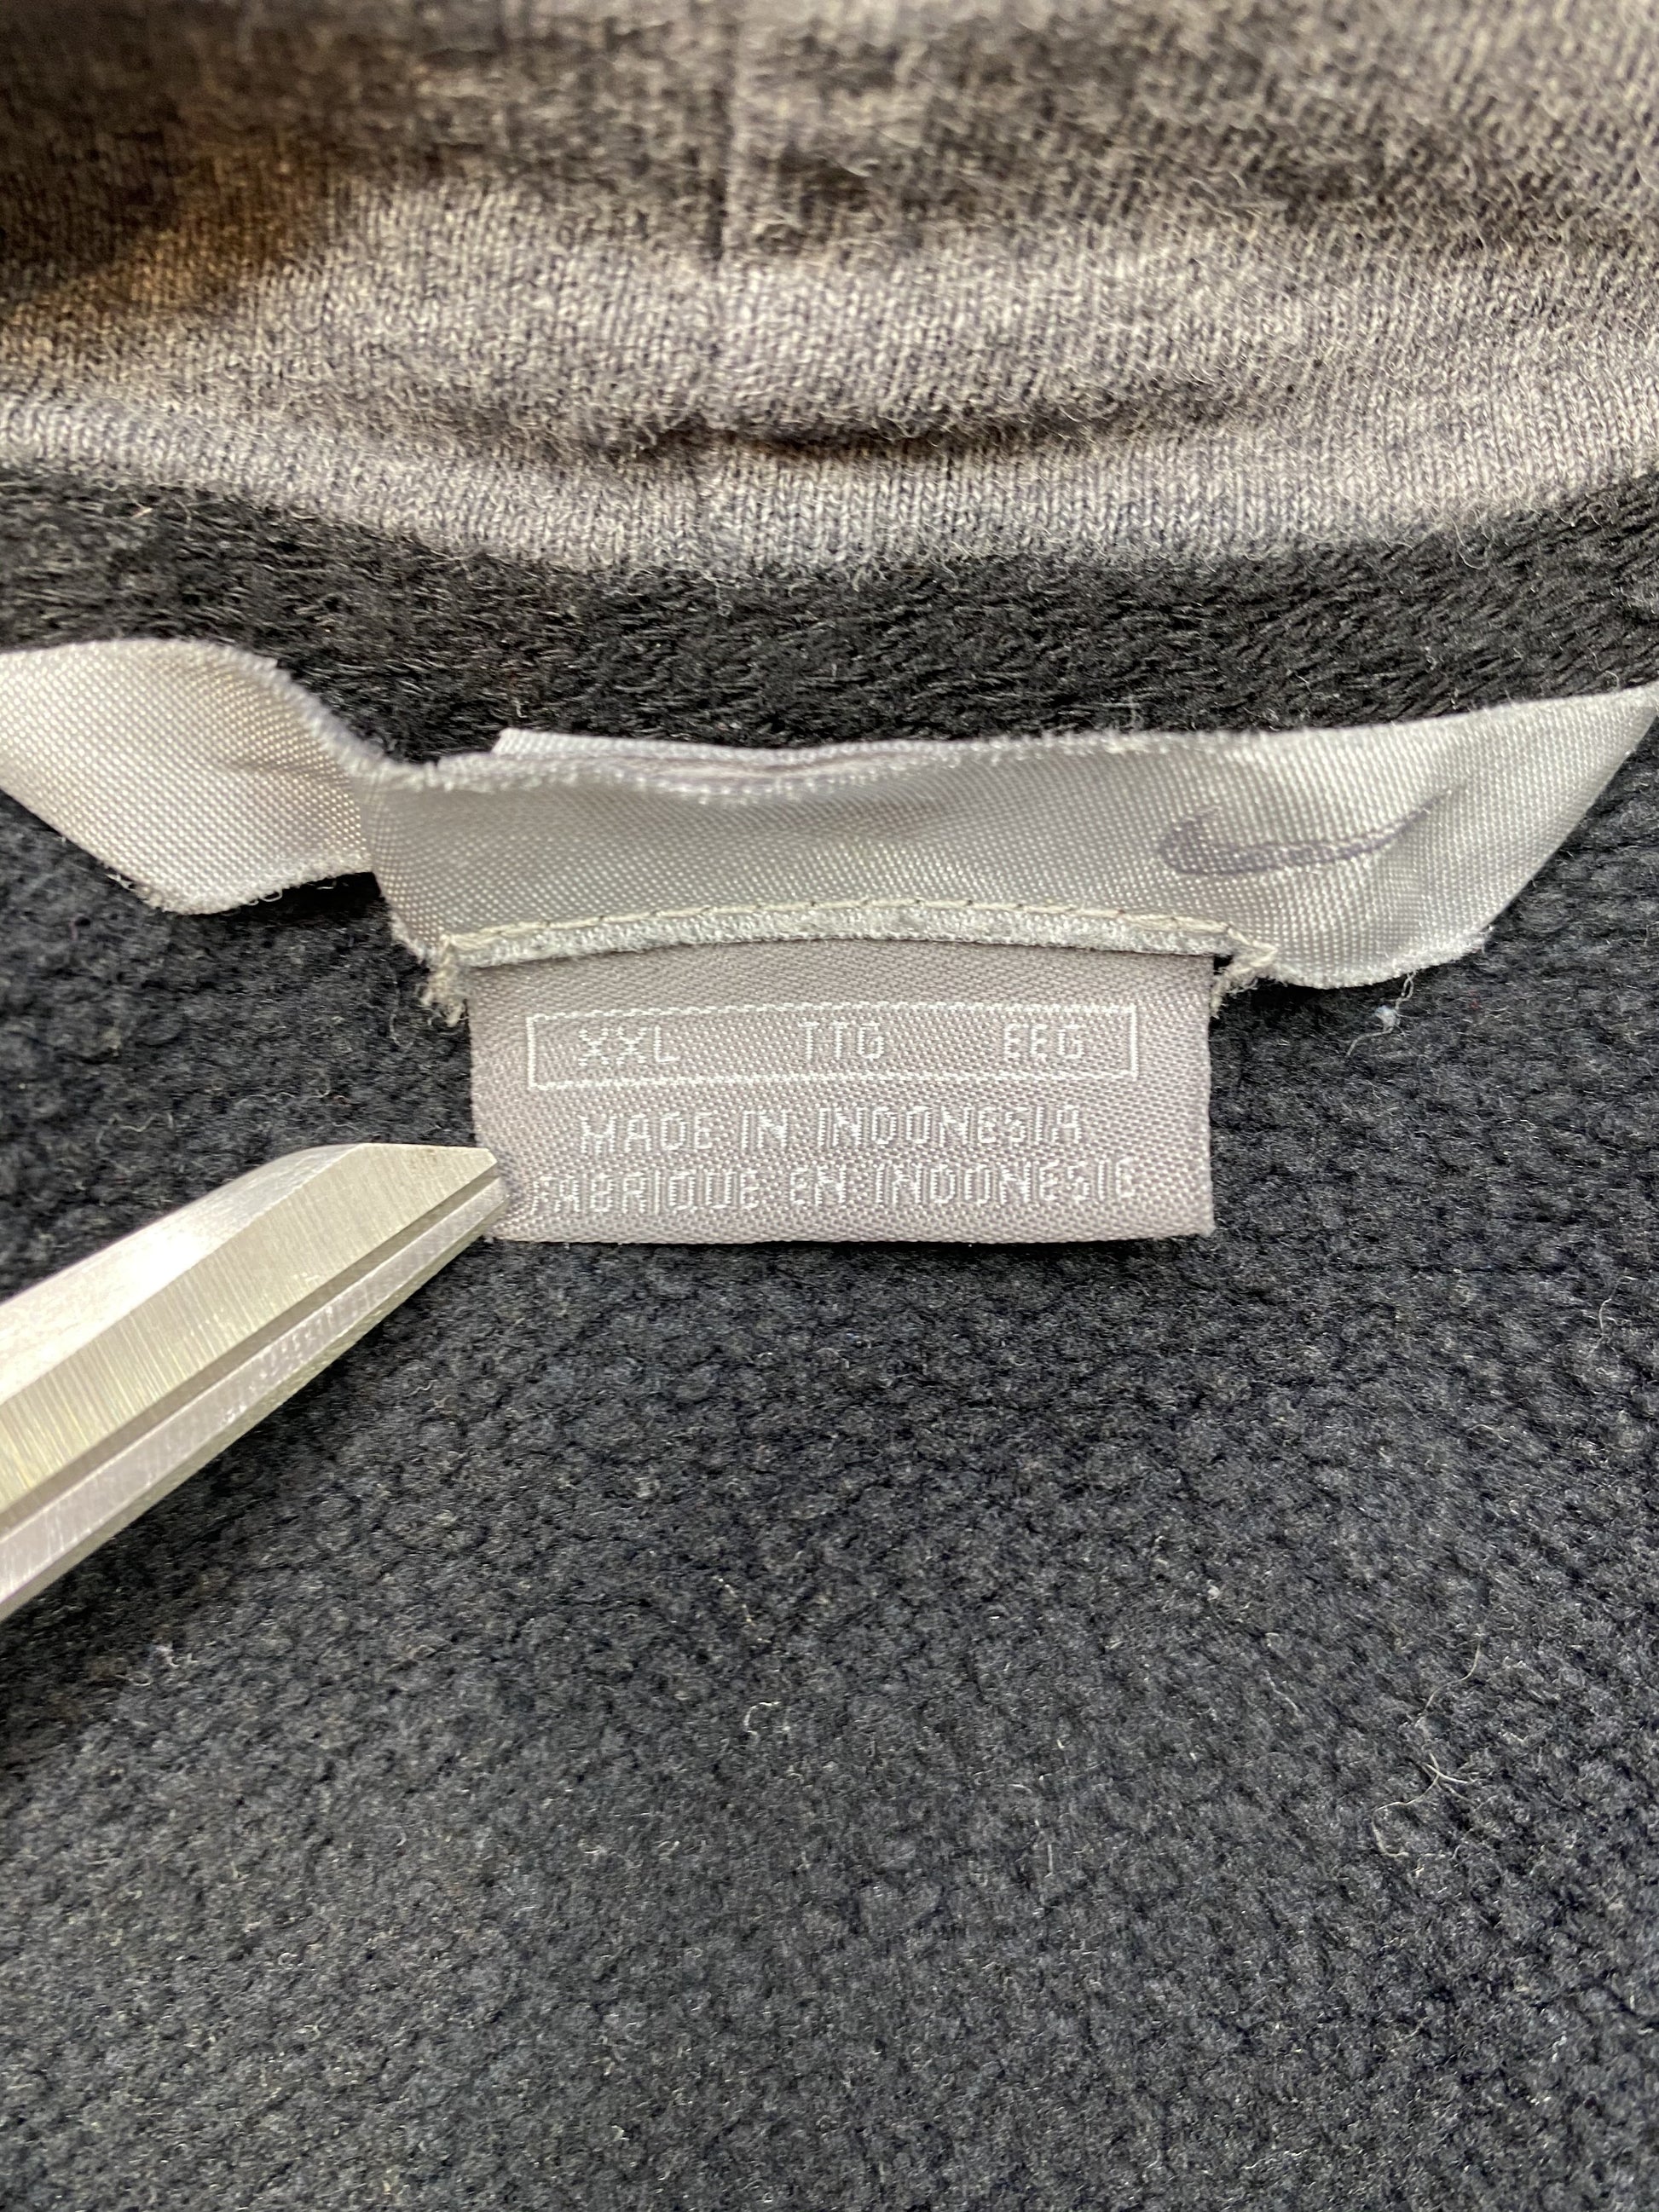 XXL TTG EEG
MADE IN INDONESIA
FABRIQUE EN INDONESIE